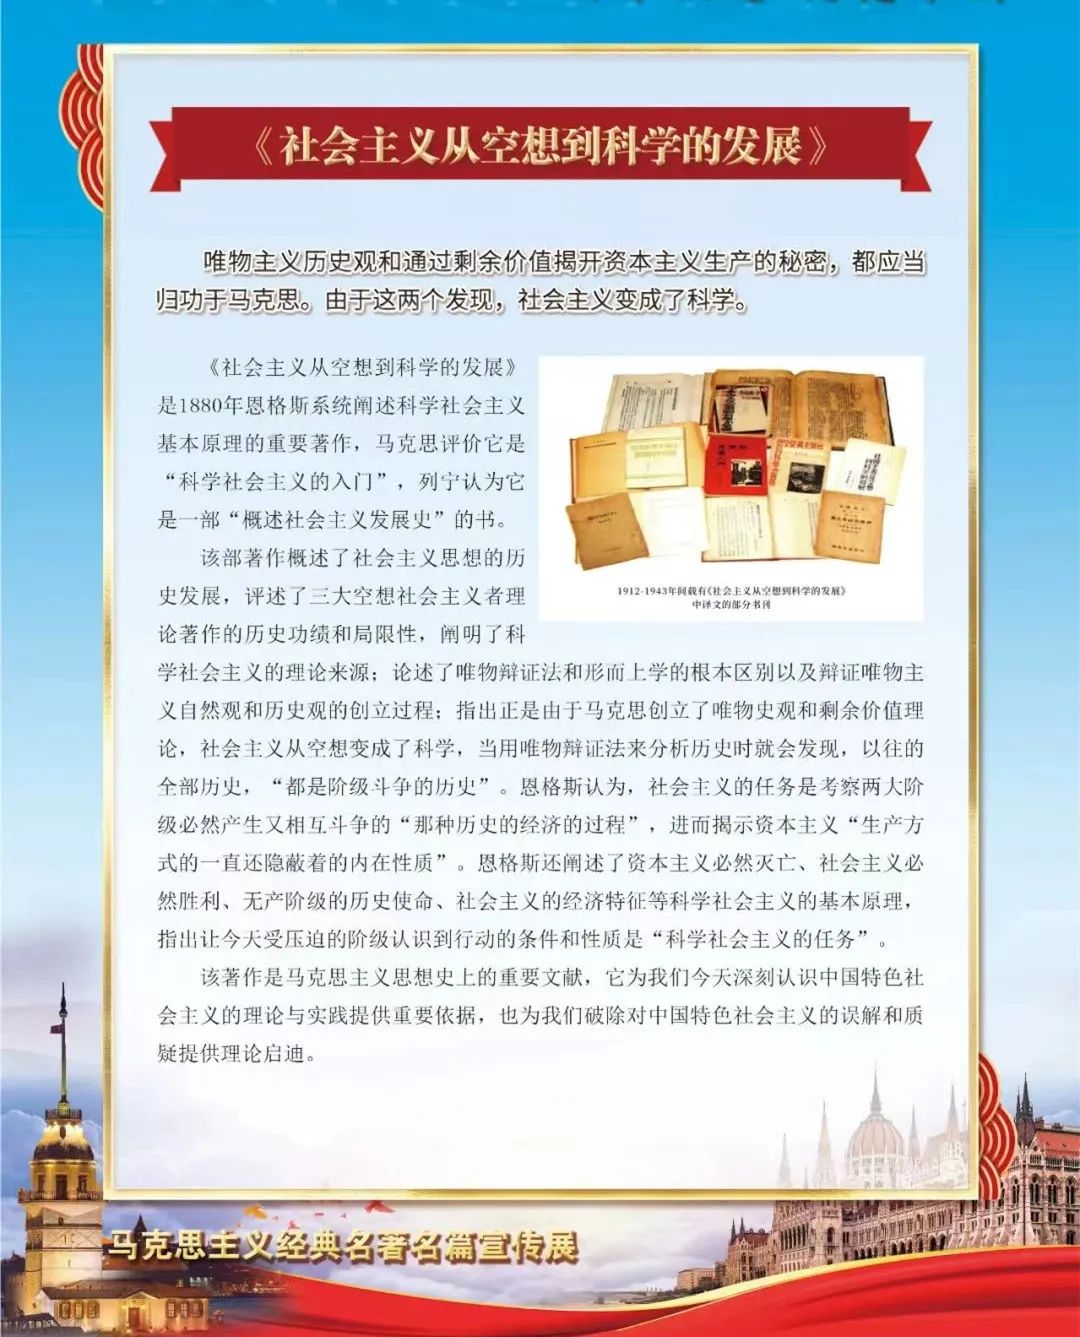 《社会主义从空想到科学的发展》
唯物主义历史观和通过剩余价值揭开资本主义生产的秘密，都应当
归功于马克思。由于这两个发现，社会主义变成了科学。
《社会主义从空想到科学的发展》
是1880年恩格斯系统阐述科学社会主义
基本原理的重要著作，马克思评价它是
“科学社会主义的入门”，列宁认为它
是一部“概述社会主义发展史”的书。
该部著作概述了社会主义思想的历
史发展，评述了三大空想社会主义者理
论著作的历史功绩和局限性，阐明了科
学社会主义的理论来源；论述了唯物辩证法和形而上学的根本区别以及辩证唯物主
义自然观和历史观的创立过程；指出正是由于马克思创立了唯物史观和剩余价值理
论，社会主义从空想变成了科学，当用唯物辩证法来分析历史时就会发现，以往的
全部历史，“都是阶级斗争的历史”。恩格斯认为，社会主义的任务是考察两大阶
级必然产生又相互斗争的“那种历史的经济的过程”，进而揭示资本主义“生产方
式的一直还隐蔽着的内在性质”。恩格斯还阐述了资本主义必然灭亡、社会主义必
然胜利、无产阶级的历史使命、社会主义的经济特征等科学社会主义的基本原理，
指出让今天受压迫的阶级认识到行动的条件和性质是“科学社会主义的任务”。
该著作是马克思主义思想史上的重要文献，它为我们今天深刻认识中国特色社
会主义的理论与实践提供重要依据，也为我们破除对中国特色社会主义的误解和质
疑提供理论启迪。
1912-1943年间载有《社会主义从空想到科学的发展》
中译文的部分书刊
马克思主义经典名著名篇宣传展